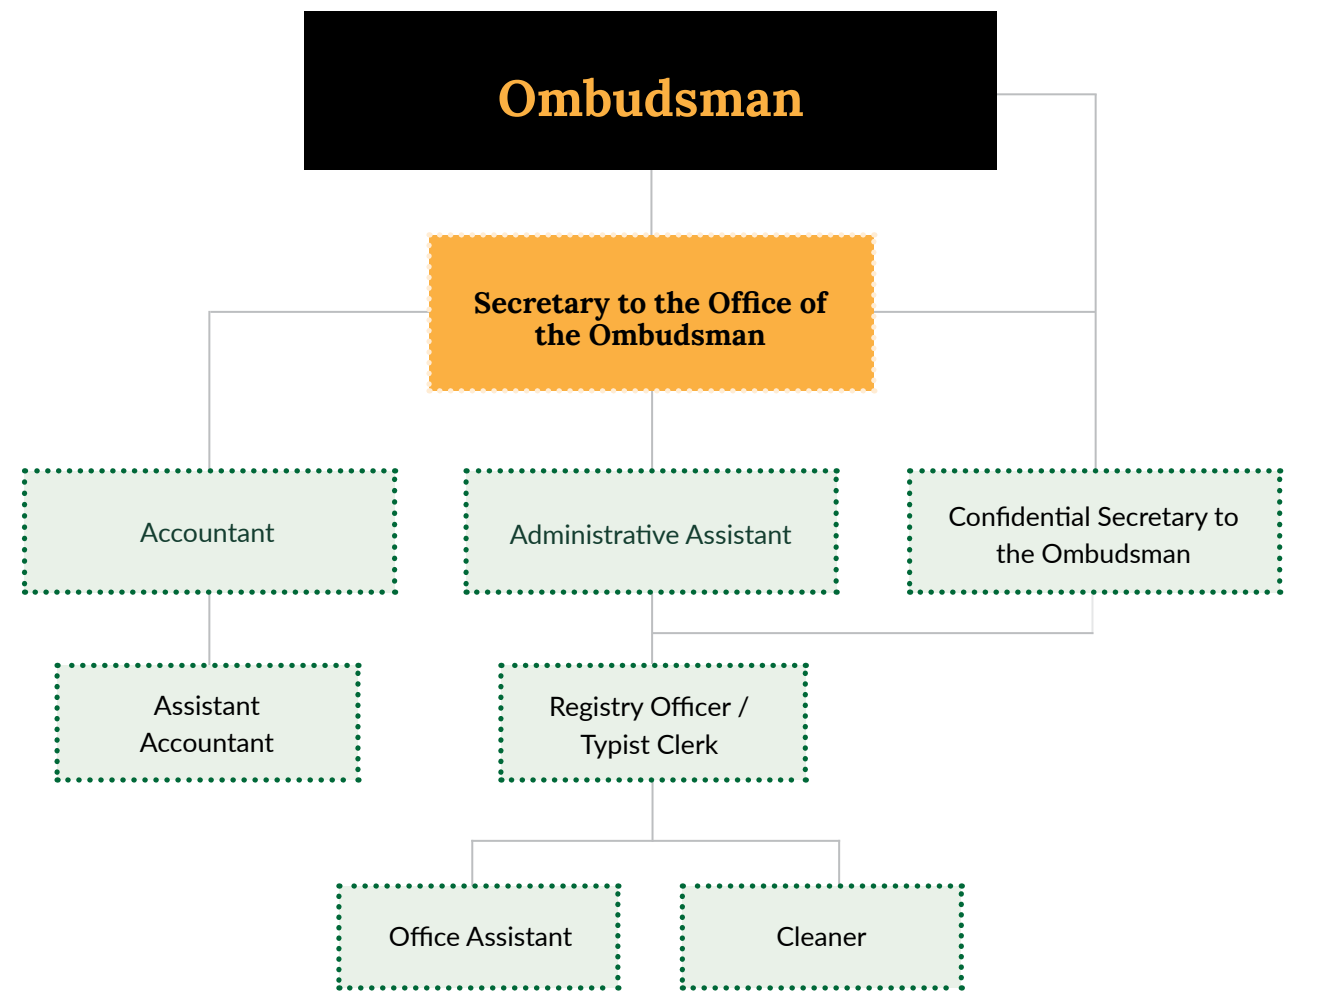 Ombudsman
Secretary to the Office of
the Ombudsman
Accountant
Administrative Assistant
Confidential Secretary to
the Ombudsman
Assistant
Accountant
Registry Officer /
Typist Clerk
Office Assistant
Cleaner